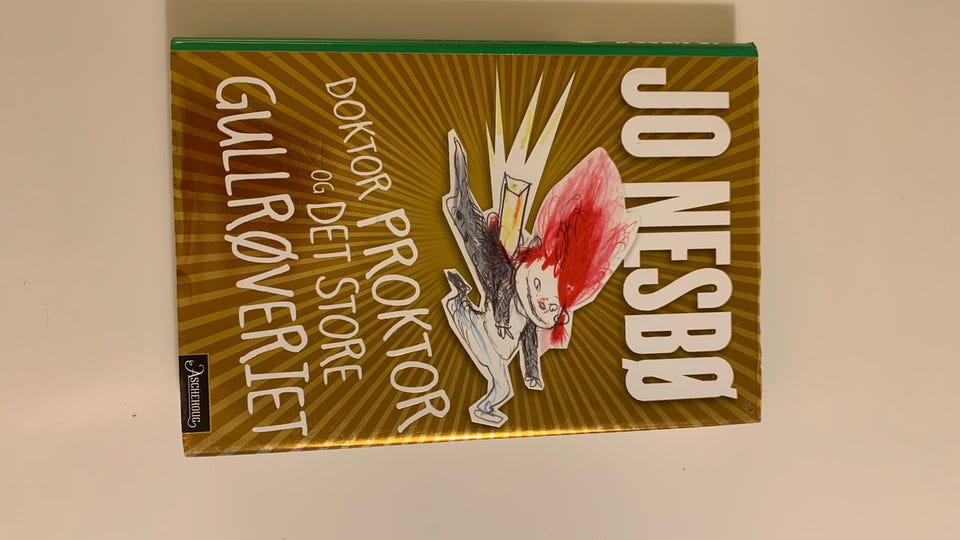 JO NESBØ
DOKTOR PROKTOR
OG DET STORE
GULLRØVERIET
ASCHEHOUG